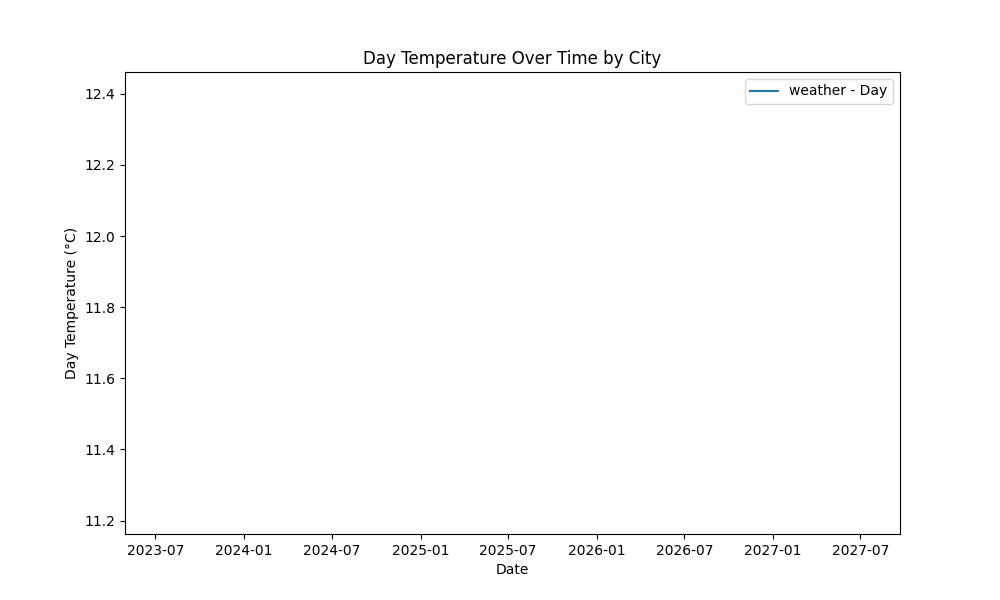 Day Temperature Over Time by City
weather - Day
12.4
12.2
12.0
11.8
11.6
11.4
11.2
Day Temperature (°C)
2023-07 2024-01 2024-07 2025-01 2025-07 2026-01 2026-07 2027-01 2027-07
Date